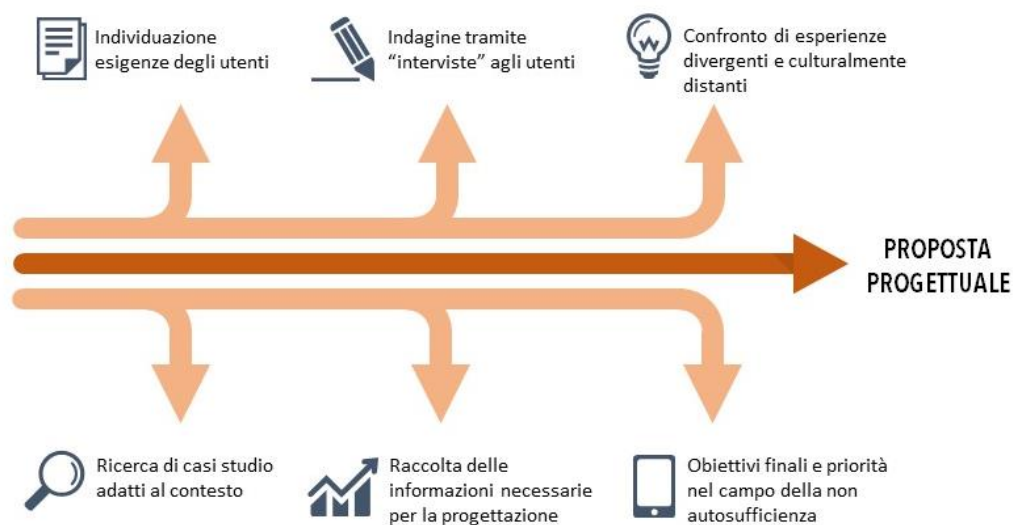 Individuazione
esigenze degli utenti
Indagine tramite
“interviste” agli utenti
Confronto di esperienze
divergenti e culturalmente
distanti
PROPOSTA
PROGETTUALE
Ricerca di casi studio
adatti al contesto
Raccolta delle
informazioni necessarie
per la progettazione
Obiettivi finali e priorità
nel campo della non
autosufficienza